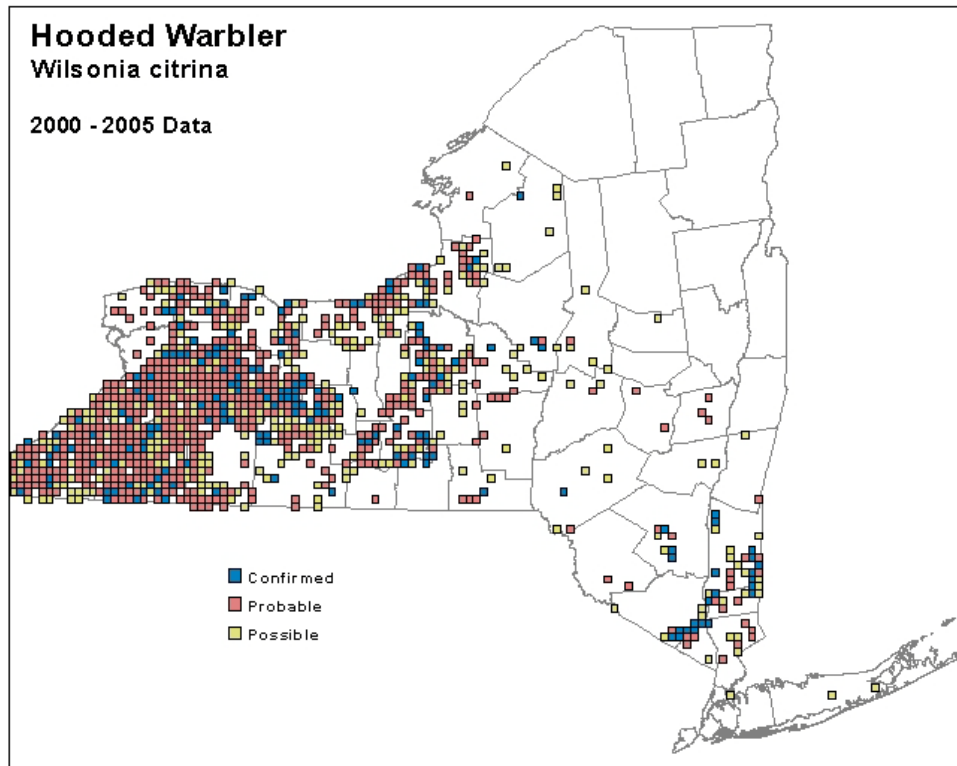 Hooded Warbler
Wilsonia citrina
2000 - 2005 Data
Confirmed
Probable
Possible